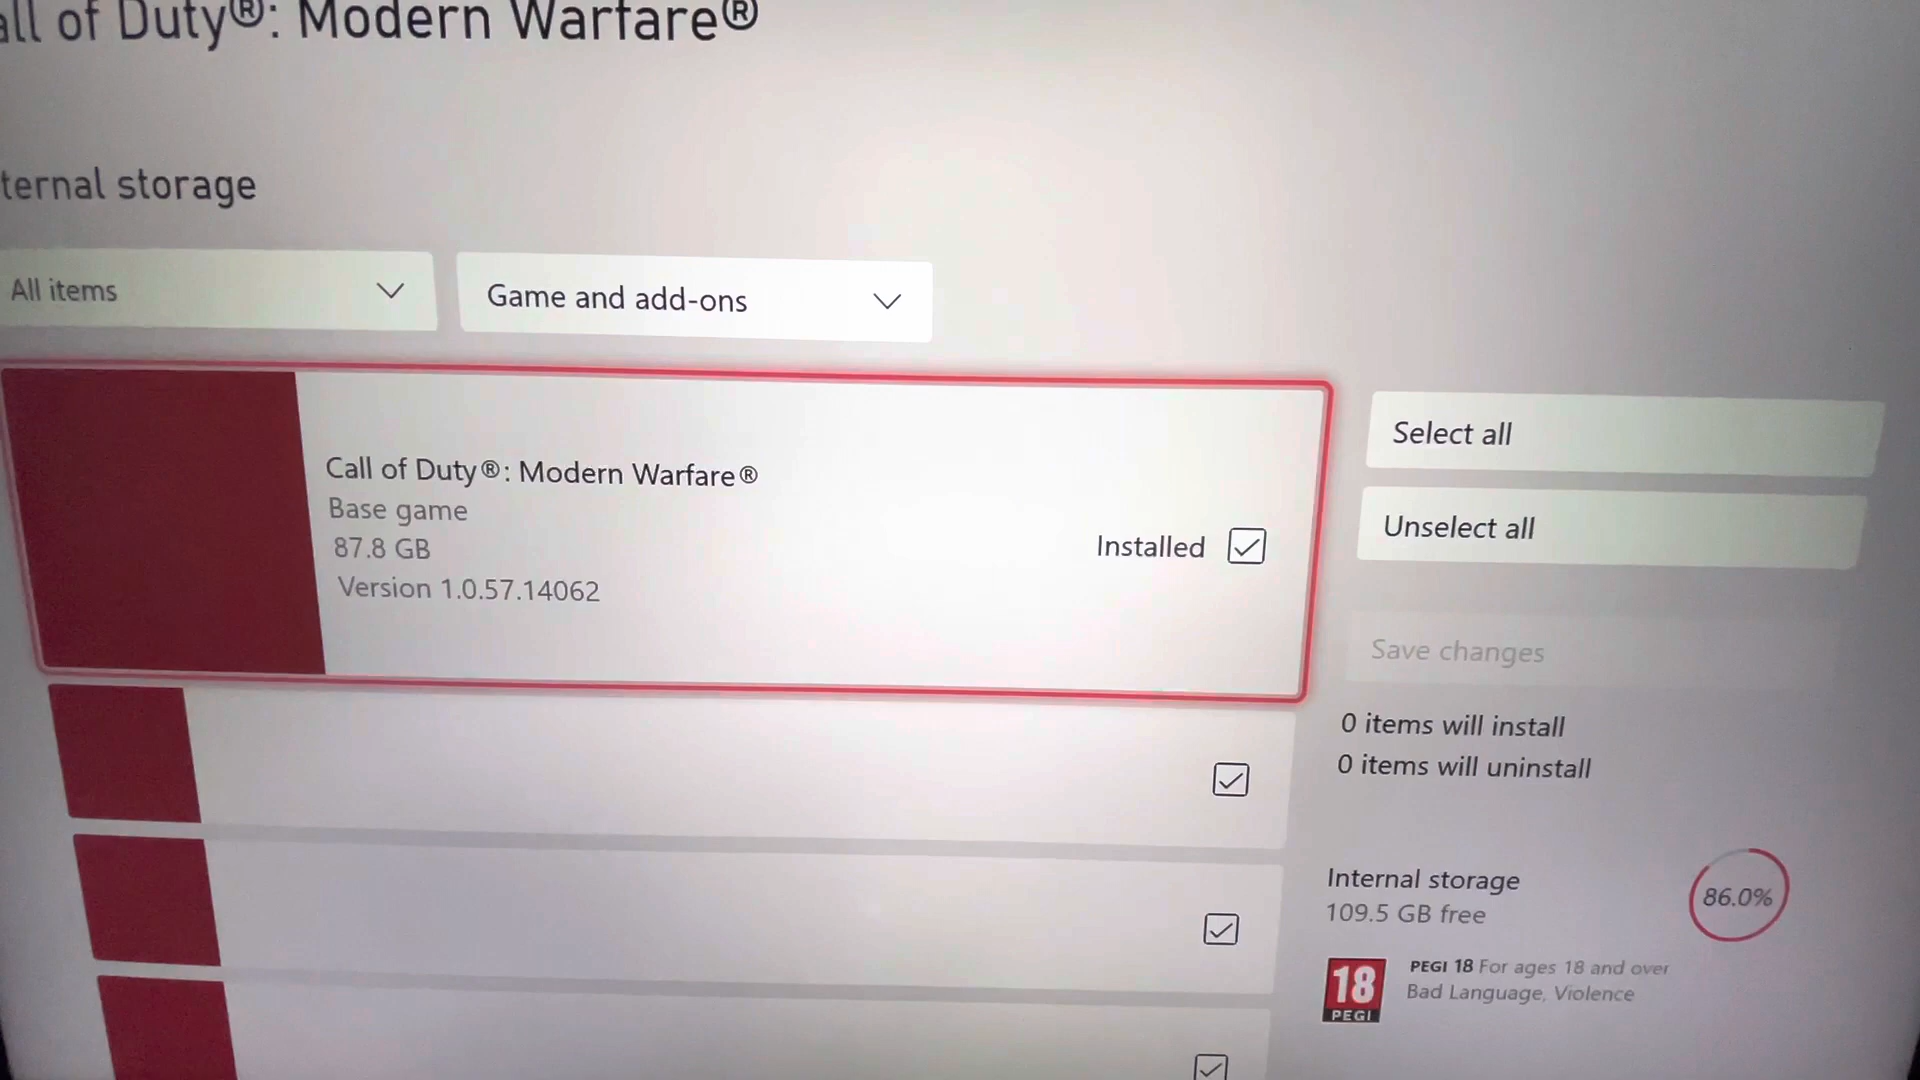 all of Duty®: Modern Warfare®
ternal storage
All items
Game and add-ons
Call of Duty®: Modern Warfare®
Base game
87.8 GB
Version 1.0.57.14062
Installed
Select all
Unselect all
Save changes
0 items will install
0 items will uninstall
Internal storage
109.5 GB free
86.0%
18
PEGI
PEGI 18 For ages 18 and over
Bad Language, Violence